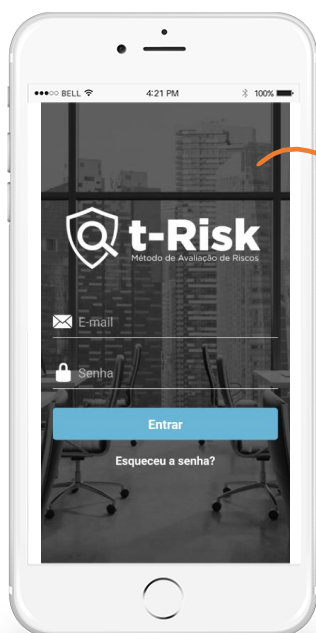 BELL 4:21 PM 100%
t-Risk
Método de Avaliação de Riscos
E-mail
Senha
Entrar
Esqueceu a senha?